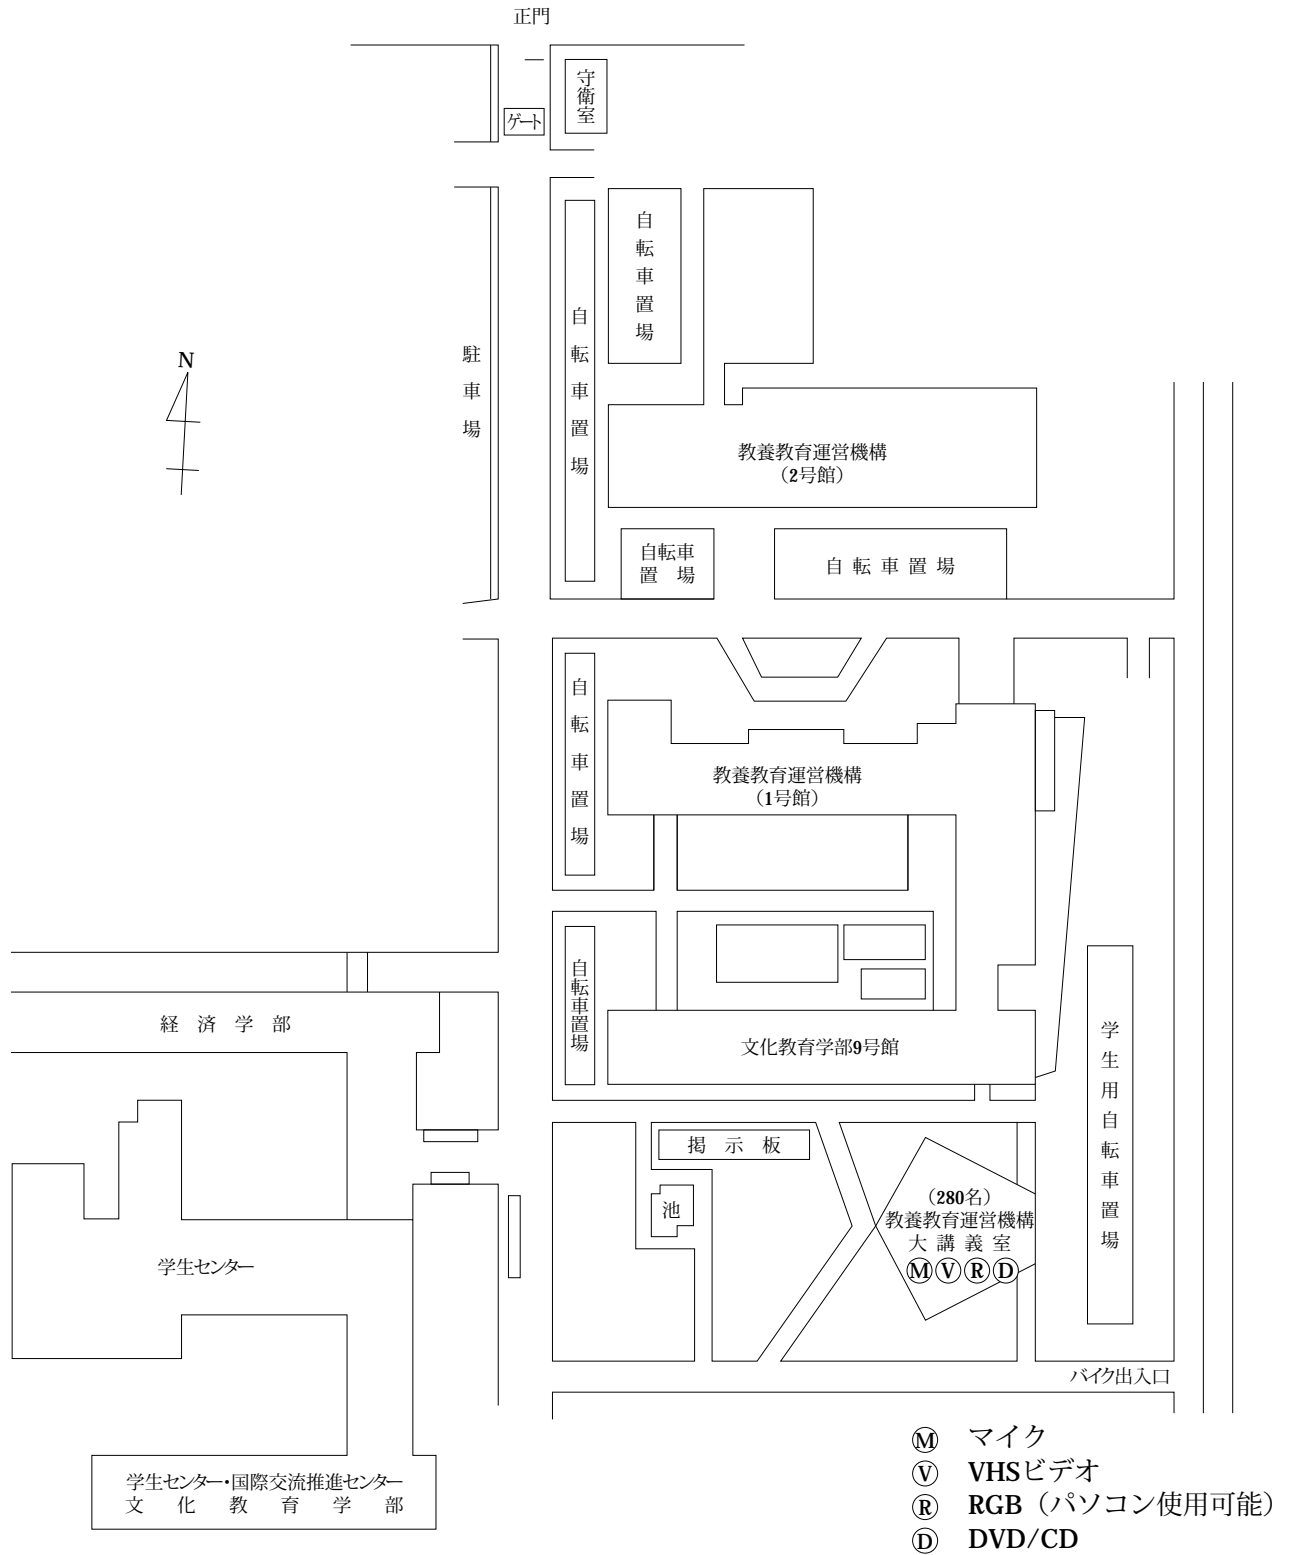 正門
守衛室
ゲート
自転車置場
自転車置場
駐車場
N
教養教育運営機構
（2号館）
自転車
置場
自転車置場
自転車置場
教養教育運営機構
（1号館）
自転車置場
経済学部
文化教育学部9号館
学生用自転車置場
掲示板
池
（280名）
教養教育運営機構
大講義室
Ⓜ Ⓥ Ⓡ Ⓓ
学生センター
バイク出入口
学生センター・国際交流推進センター
文化教育学部
Ⓜ マイク
Ⓥ VHSビデオ
Ⓡ RGB（パソコン使用可能）
Ⓓ DVD/CD